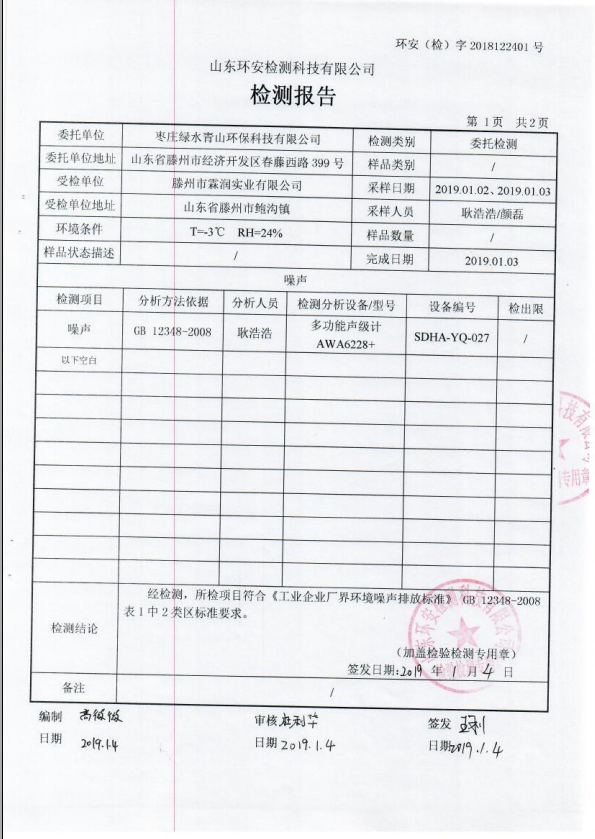 环安（检）字 2018122401 号
山东环安检测科技有限公司
检测报告
第 1页 共2页
委托单位 枣庄绿水青山环保科技有限公司 检测类别 委托检测
委托单位地址 山东省滕州市经济开发区春藤西路 399 号 样品类别 /
受检单位 滕州市霖润实业有限公司 采样日期 2019.01.02、2019.01.03
受检单位地址 山东省滕州市鲍沟镇 采样人员 耿浩浩/颜磊
环境条件 T=-3℃ RH=24% 样品数量 /
样品状态描述 / 完成日期 2019.01.03
噪声
检测项目 分析方法依据 分析人员 检测分析设备/型号 设备编号 检出限
噪声 GB 12348-2008 耿浩浩 多功能声级计 AWA6228+ SDHA-YQ-027 /
以下空白
检测结论
经检测，所检项目符合《工业企业厂界环境噪声排放标准》 GB 12348-2008
表 1 中 2 类区标准要求。
（加盖检验检测专用章）
签发日期:2019 年 1 月 4 日
备注 /
编制 审核 签发
日期 2019.1.4 日期 2019.1.4 日期 2019.1.4